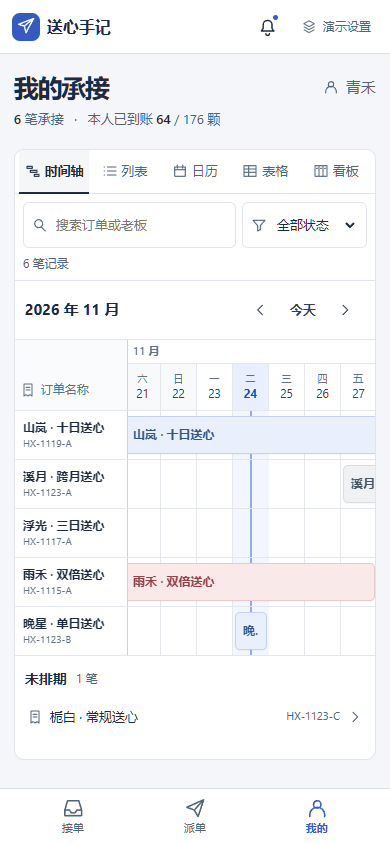 送心手记
演示设置
我的承接
青禾
6 笔承接 · 本人已到账 64 / 176 颗
时间轴 列表 日历 表格 看板
搜索订单或老板
全部状态
6 笔记录
2026 年 11 月
今天
11 月
订单名称
六 日 一 二 三 四 五
21 22 23 24 25 26 27
山岚 · 十日送心
HX-1119-A
山岚 · 十日送心
溪月 · 跨月送心
HX-1123-A
溪月
浮光 · 三日送心
HX-1117-A
雨禾 · 双倍送心
HX-1115-A
雨禾 · 双倍送心
晚星 · 单日送心
HX-1123-B
晚.
未排期 1 笔
栀白 · 常规送心
HX-1123-C
接单 派单 我的